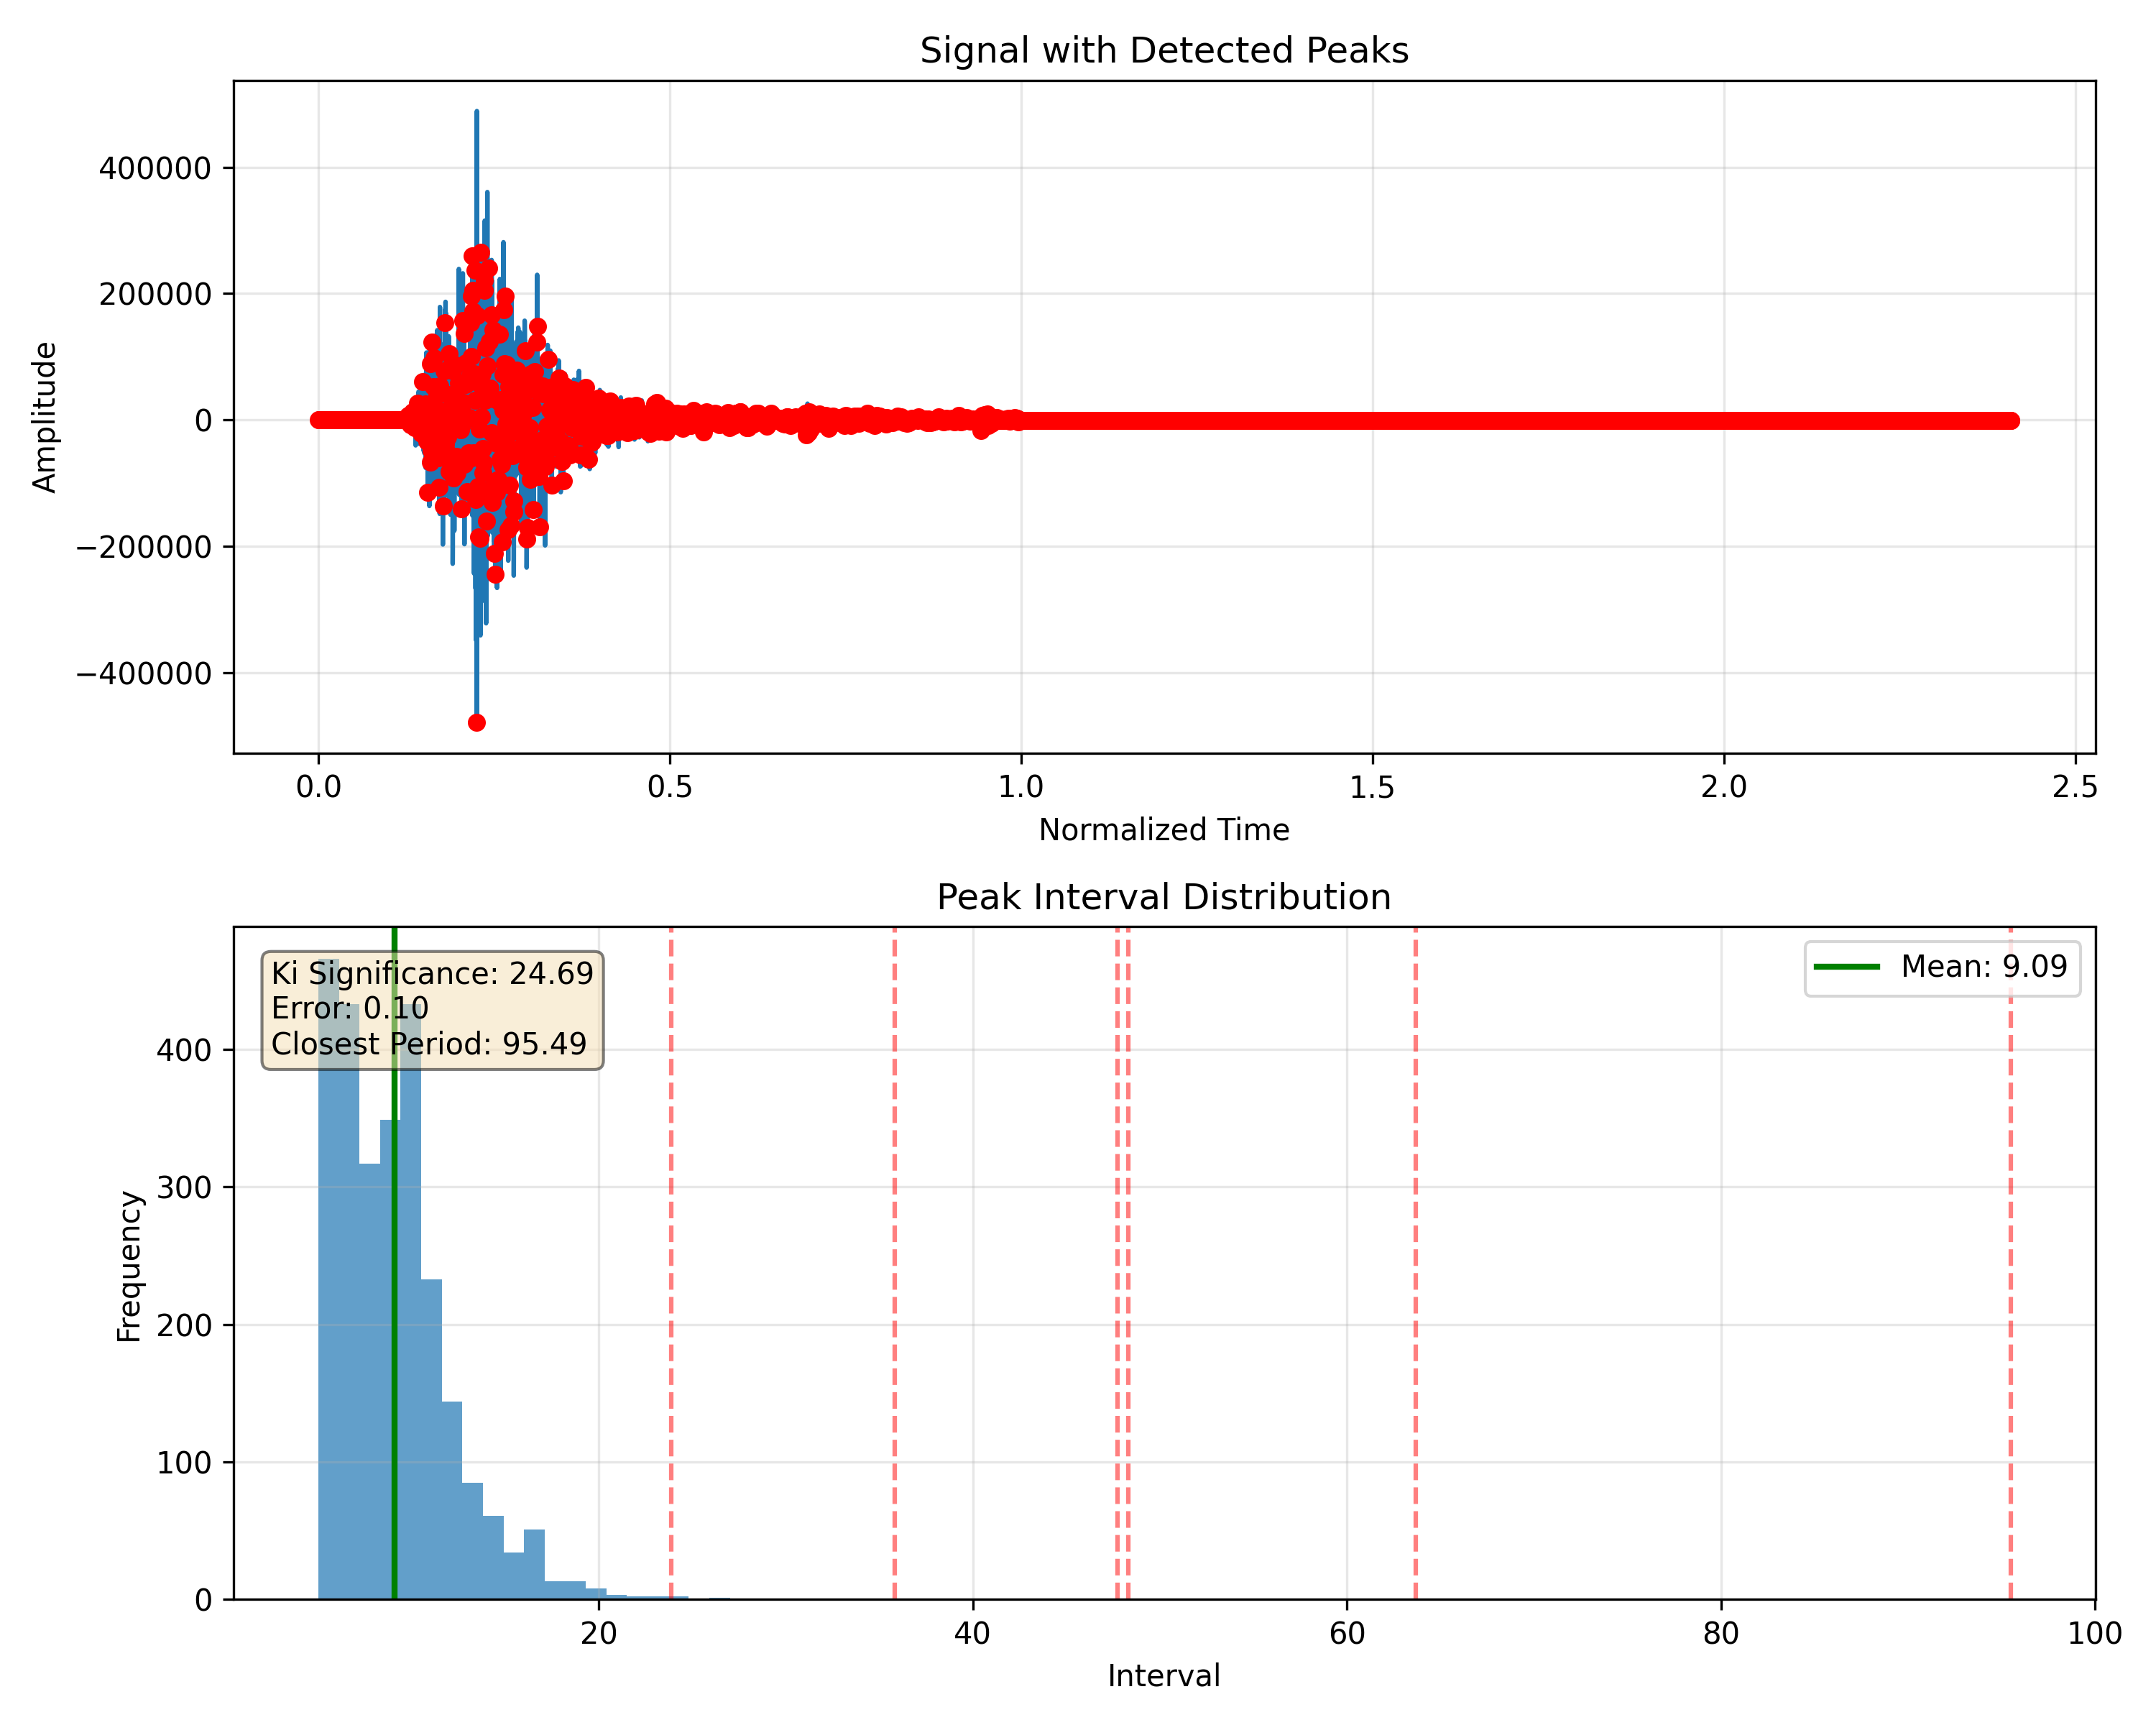 Signal with Detected Peaks
Amplitude
400000
200000
0
−200000
−400000
0.0 0.5 1.0 1.5 2.0 2.5
Normalized Time
Peak Interval Distribution
Ki Significance: 24.69
Error: 0.10
Closest Period: 95.49
Mean: 9.09
Frequency
400
300
200
100
0
20 40 60 80 100
Interval